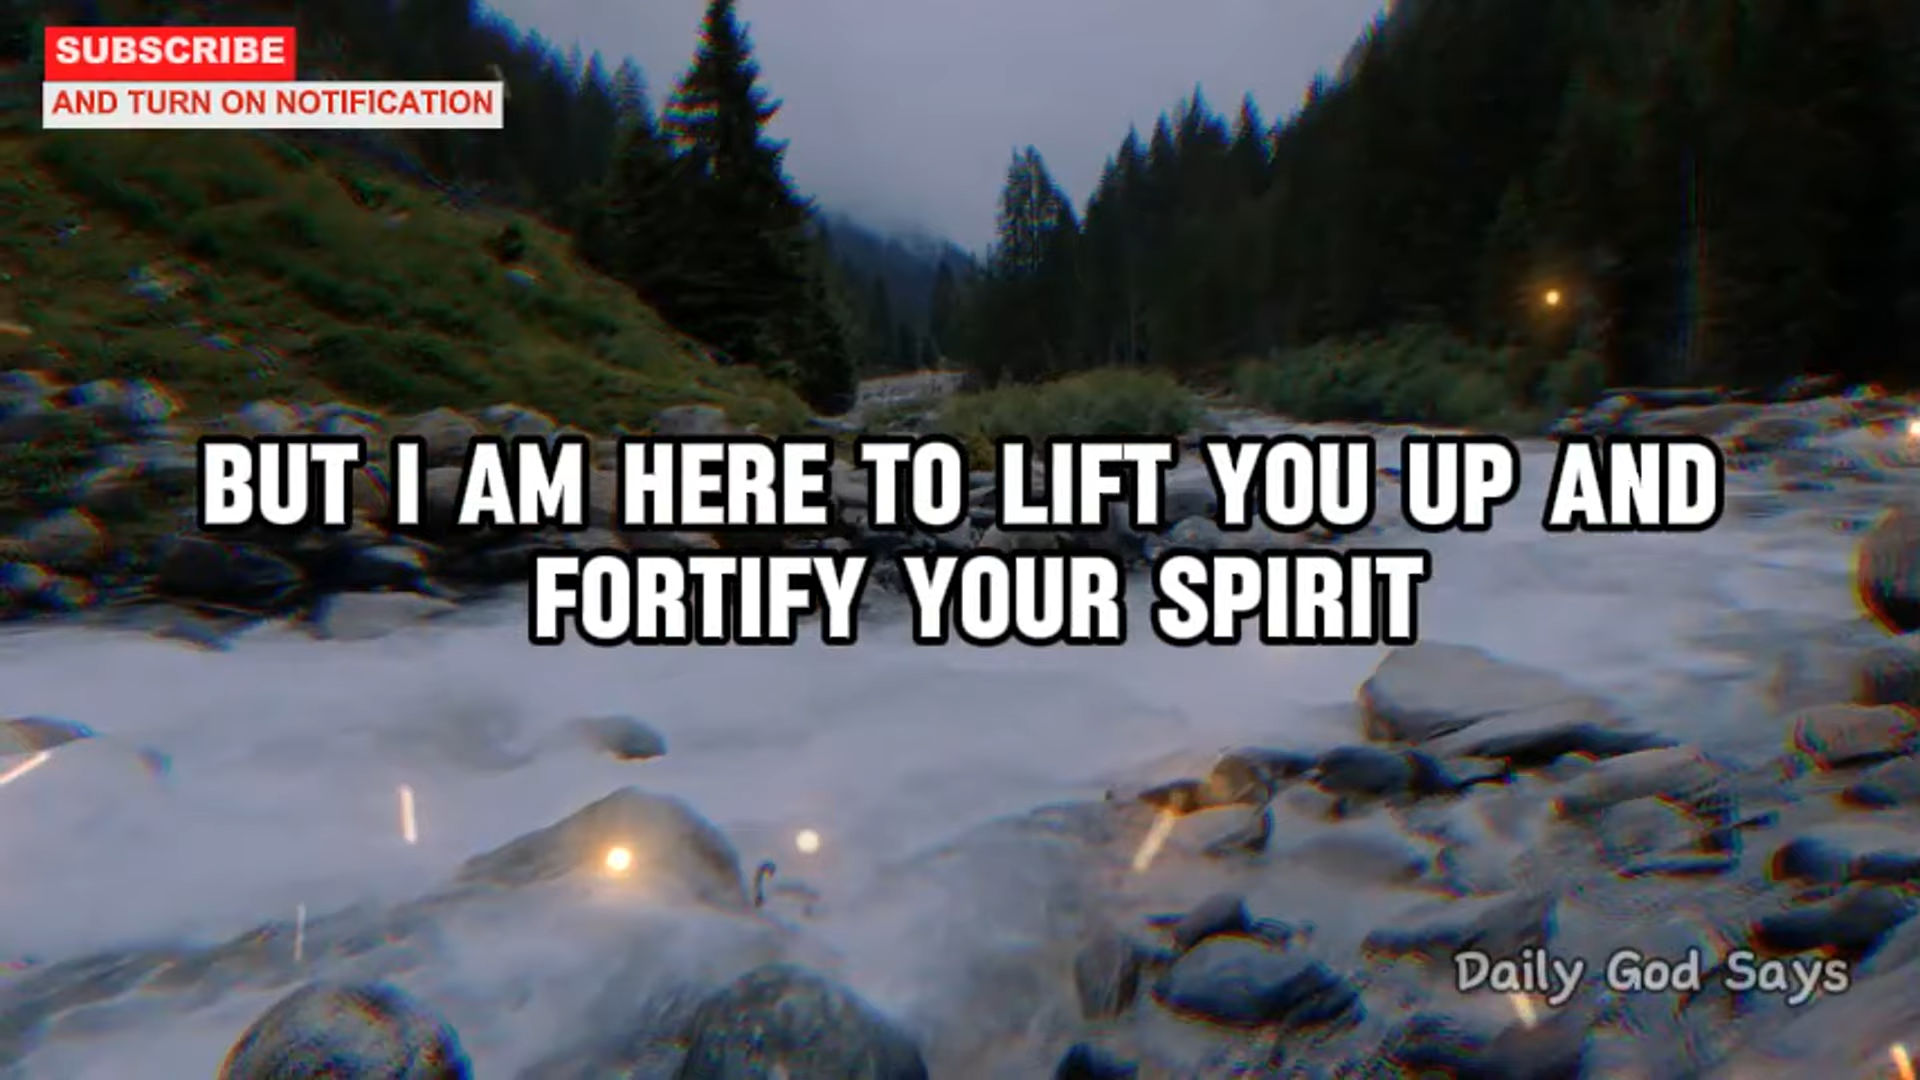 SUBSCRIBE
AND TURN ON NOTIFICATION
BUT I AM HERE TO LIFT YOU UP AND
FORTIFY YOUR SPIRIT
Daily God Says